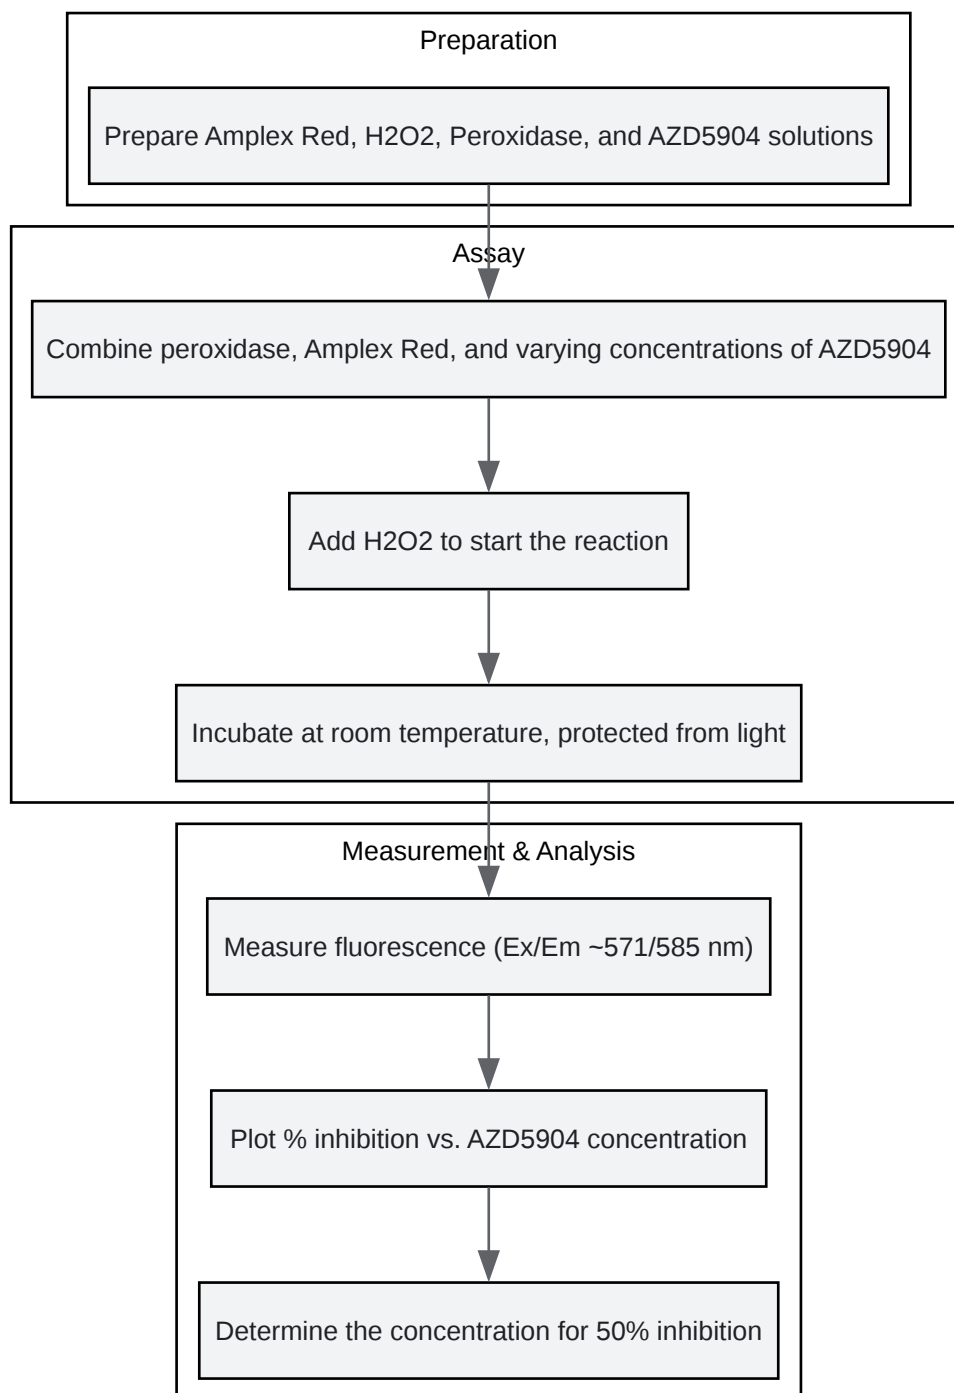 Preparation
Prepare Amplex Red, H2O2, Peroxidase, and AZD5904 solutions
Assay
Combine peroxidase, Amplex Red, and varying concentrations of AZD5904
Add H2O2 to start the reaction
Incubate at room temperature, protected from light
Measurement & Analysis
Measure fluorescence (Ex/Em ~571/585 nm)
Plot % inhibition vs. AZD5904 concentration
Determine the concentration for 50% inhibition